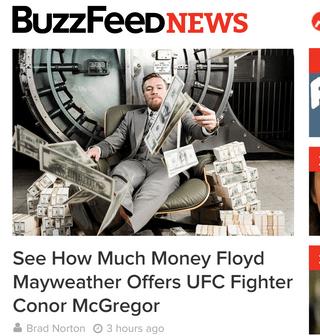 BUZZFEED NEWS
See How Much Money Floyd
Mayweather Offers UFC Fighter
Conor McGregor
Brad Norton 3 hours ago